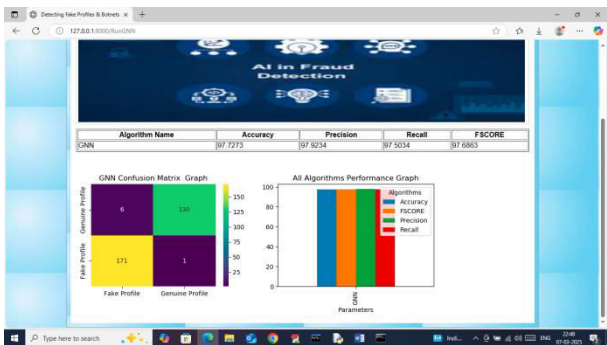 Detecting Fake Profiles & Botnets
127.0.0.1:8000/RunGNN
AI in Fraud
Detection
Algorithm Name Accuracy Precision Recall FSCORE
GNN 97.7273 97.9234 97.5034 97.6863
GNN Confusion Matrix Graph
Genuine Profile
Fake Profile
6 130
171 1
Fake Profile Genuine Profile
150
125
100
75
50
25
All Algorithms Performance Graph
100
80
60
40
20
0
Algorithms
Accuracy
FSCORE
Precision
Recall
GNN
Parameters
Type here to search
Indi...
ENG
22:48
07-03-2025